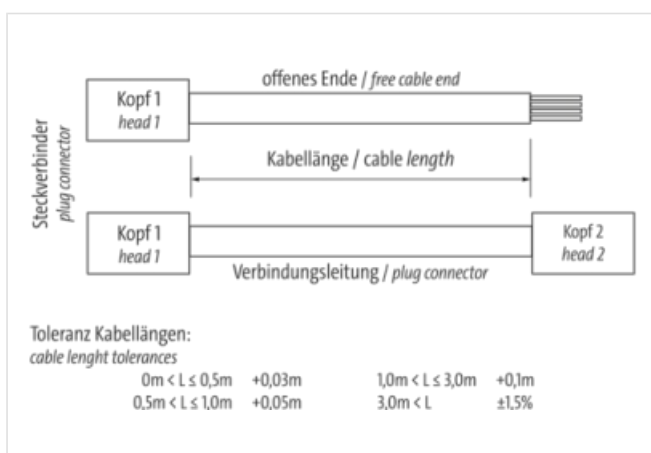 offenes Ende / free cable end
Kopf 1
head 1
Steckverbinder
plug connector
Kabellänge / cable length
Kopf 1
head 1
Kopf 2
head 2
Verbindungsleitung / plug connector
Toleranz Kabellängen:
cable lenght tolerances
0m < L ≤ 0,5m +0,03m 1,0m < L ≤ 3,0m +0,1m
0,5m < L ≤ 1,0m +0,05m 3,0m < L ±1,5%